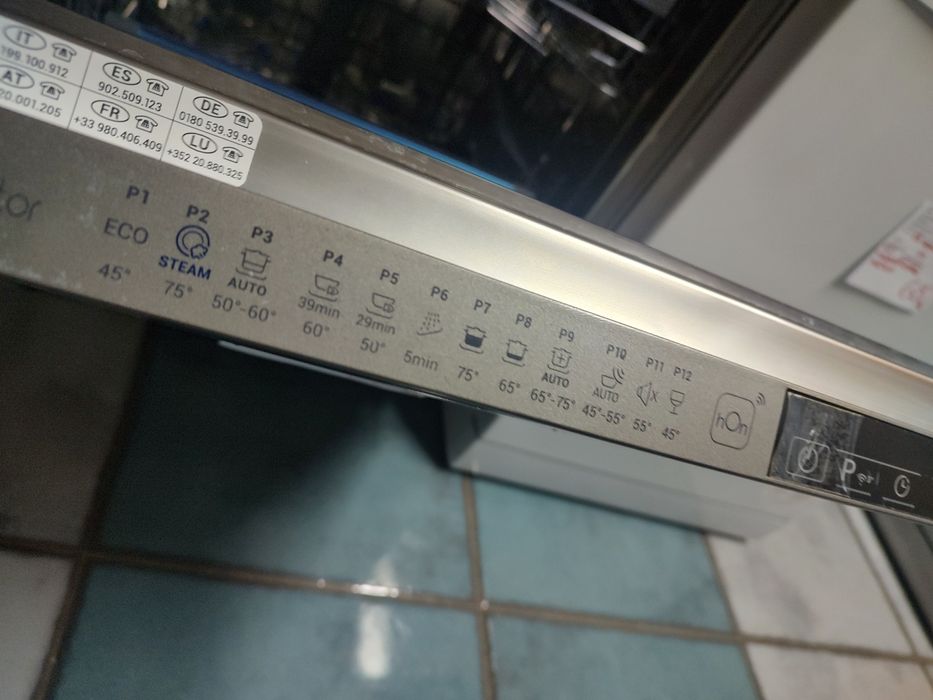 IT
199.100.912
ES
902.509.123
DE
0180 539.39.99
AT
20.001.205
FR
+33 980.406.409
LU
+352 20.880.325
tor
P1
ECO
45°
P2
STEAM
75°
P3
AUTO
50°-60°
P4
39min
60°
P5
29min
50°
P6
5min
P7
75°
P8
65°
P9
AUTO
65°-75°
P10
AUTO
45°-55°
P11
55°
P12
45°
hOn
P